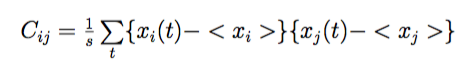 C_{ij} = \frac{1}{s} \sum_{t} \{x_i(t) - < x_i >\}\{x_j(t) - < x_j >\}